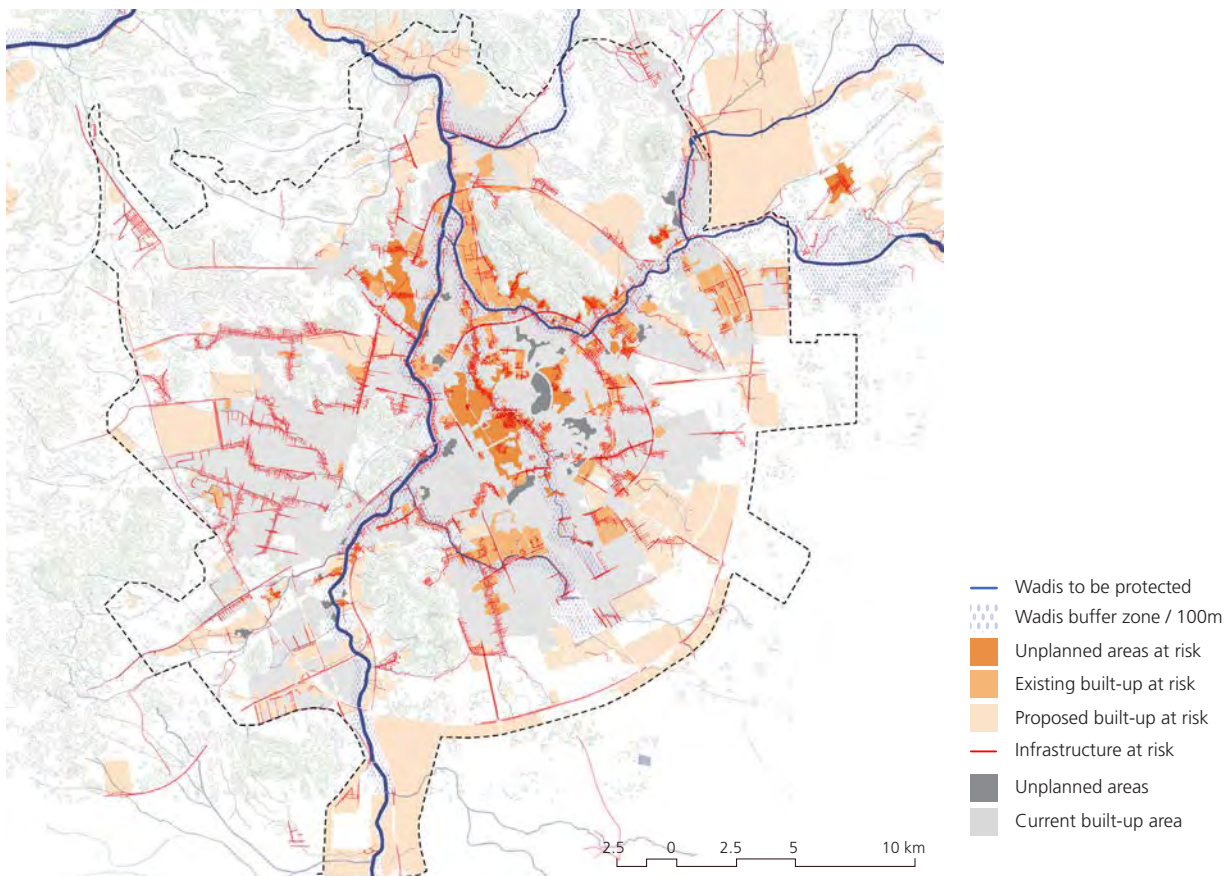 Wadis to be protected
Wadis buffer zone / 100m
Unplanned areas at risk
Existing built-up at risk
Proposed built-up at risk
Infrastructure at risk
Unplanned areas
Current built-up area
2.5 0 2.5 5 10 km